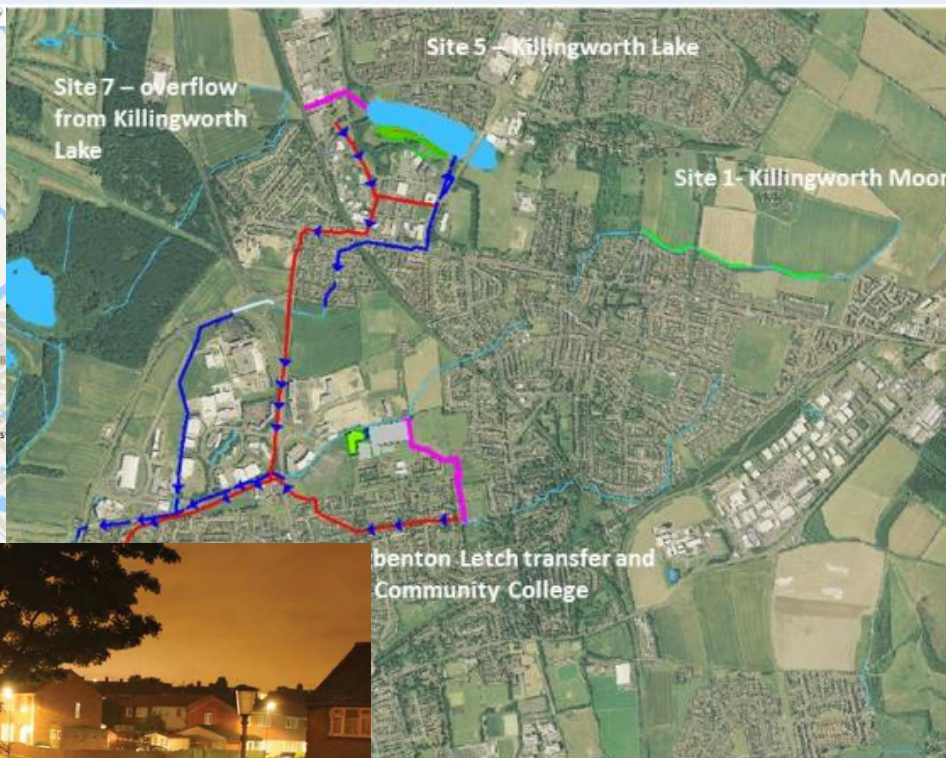 Site 5 – Killingworth Lake
Site 7 – overflow
from Killingworth
Lake
Site 1- Killingworth Moor
benton Letch transfer and
Community College